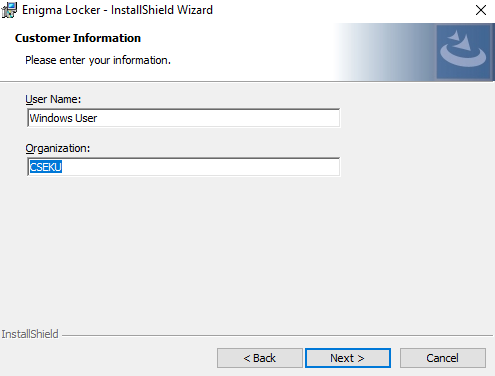 Enigma Locker - InstallShield Wizard
Customer Information
Please enter your information.
User Name:
Windows User
Organization:
CSEKU
InstallShield
< Back Next > Cancel